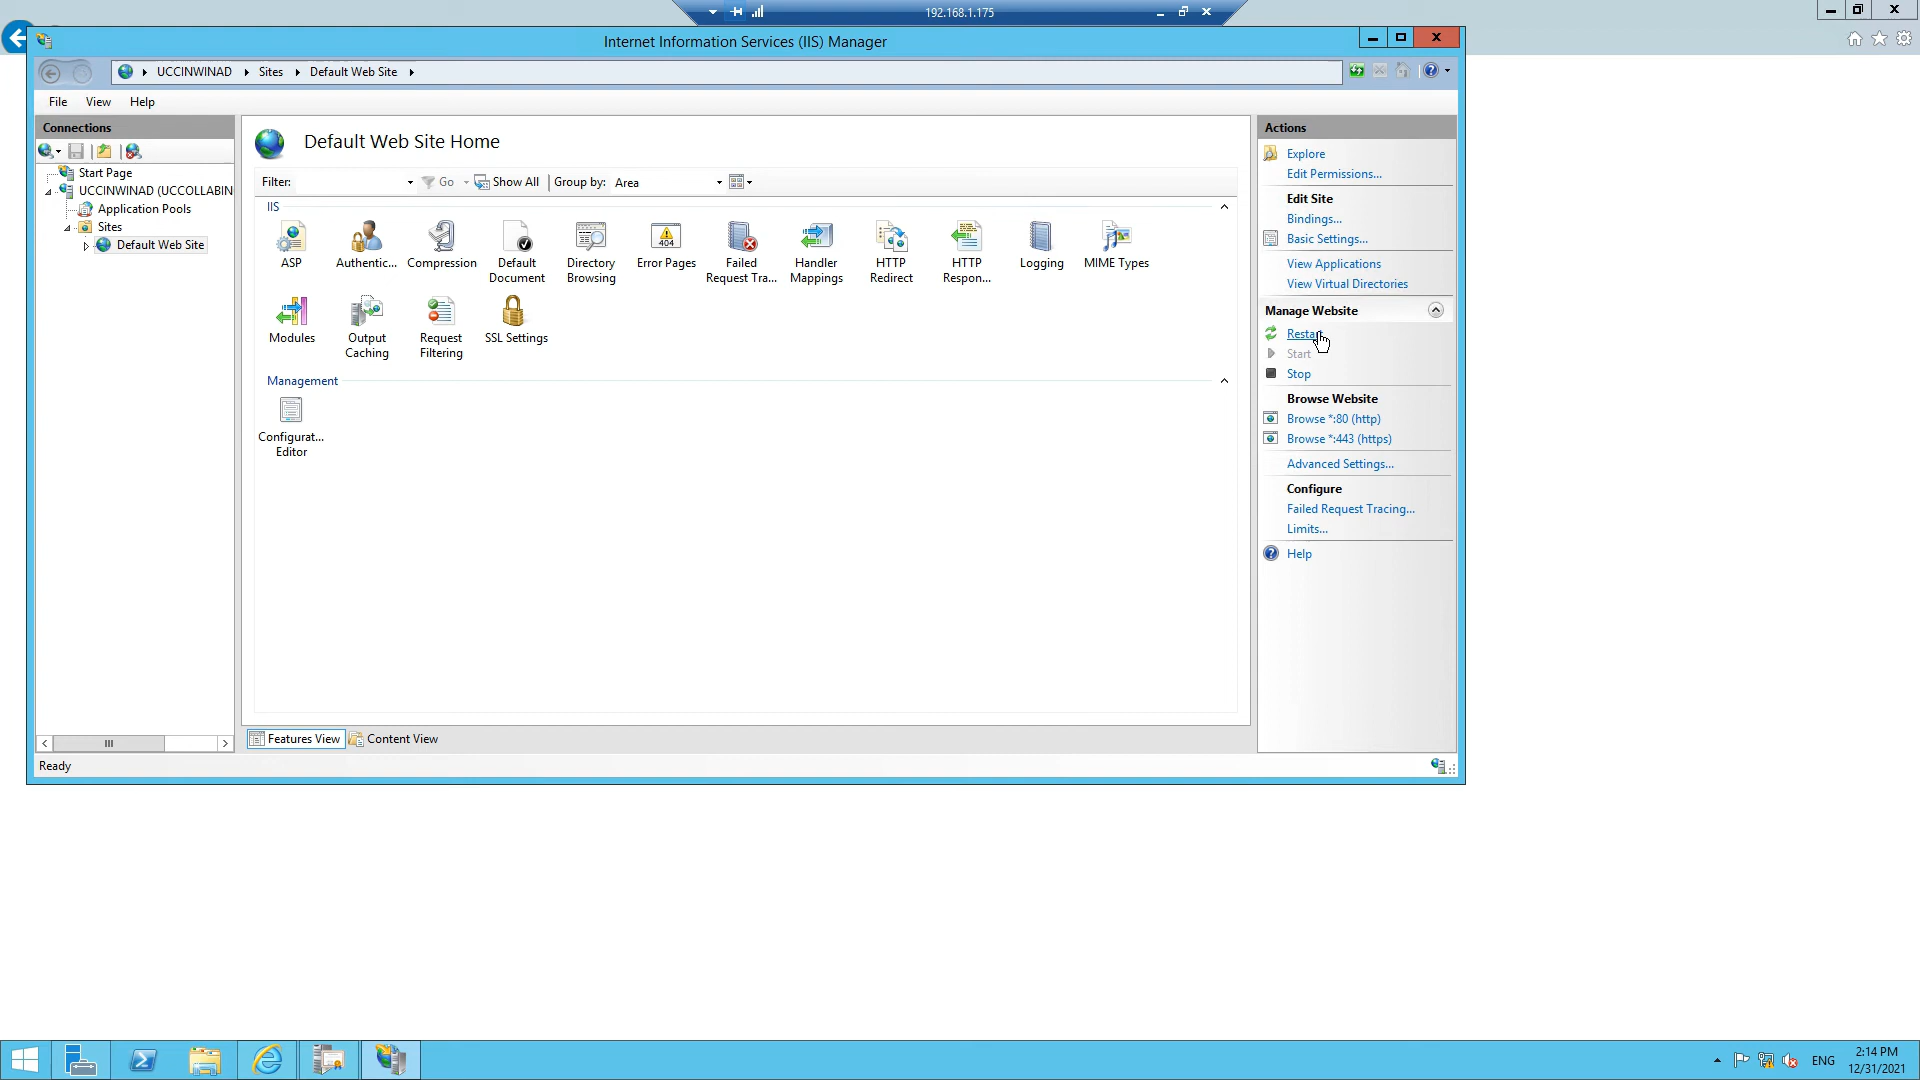 192.168.1.175
Internet Information Services (IIS) Manager
UCCINWINAD
Sites
Default Web Site
File
View
Help
Connections
Start Page
UCCINWINAD (UCCOLLABIN
Application Pools
Sites
Default Web Site
Default Web Site Home
Filter:
Go
Show All
Group by:
Area
IIS
ASP
Authentic...
Compression
Default
Document
Directory
Browsing
Error Pages
Failed
Request Tra...
Handler
Mappings
HTTP
Redirect
HTTP
Respon...
Logging
MIME Types
404
Modules
Output
Caching
Request
Filtering
SSL Settings
Management
Configurat...
Editor
Features View
Content View
Ready
Actions
Explore
Edit Permissions...
Edit Site
Bindings...
Basic Settings...
View Applications
View Virtual Directories
Manage Website
Restart
Start
Stop
Browse Website
Browse *:80 (http)
Browse *:443 (https)
Advanced Settings...
Configure
Failed Request Tracing...
Limits...
Help
ENG
2:14 PM
12/31/2021